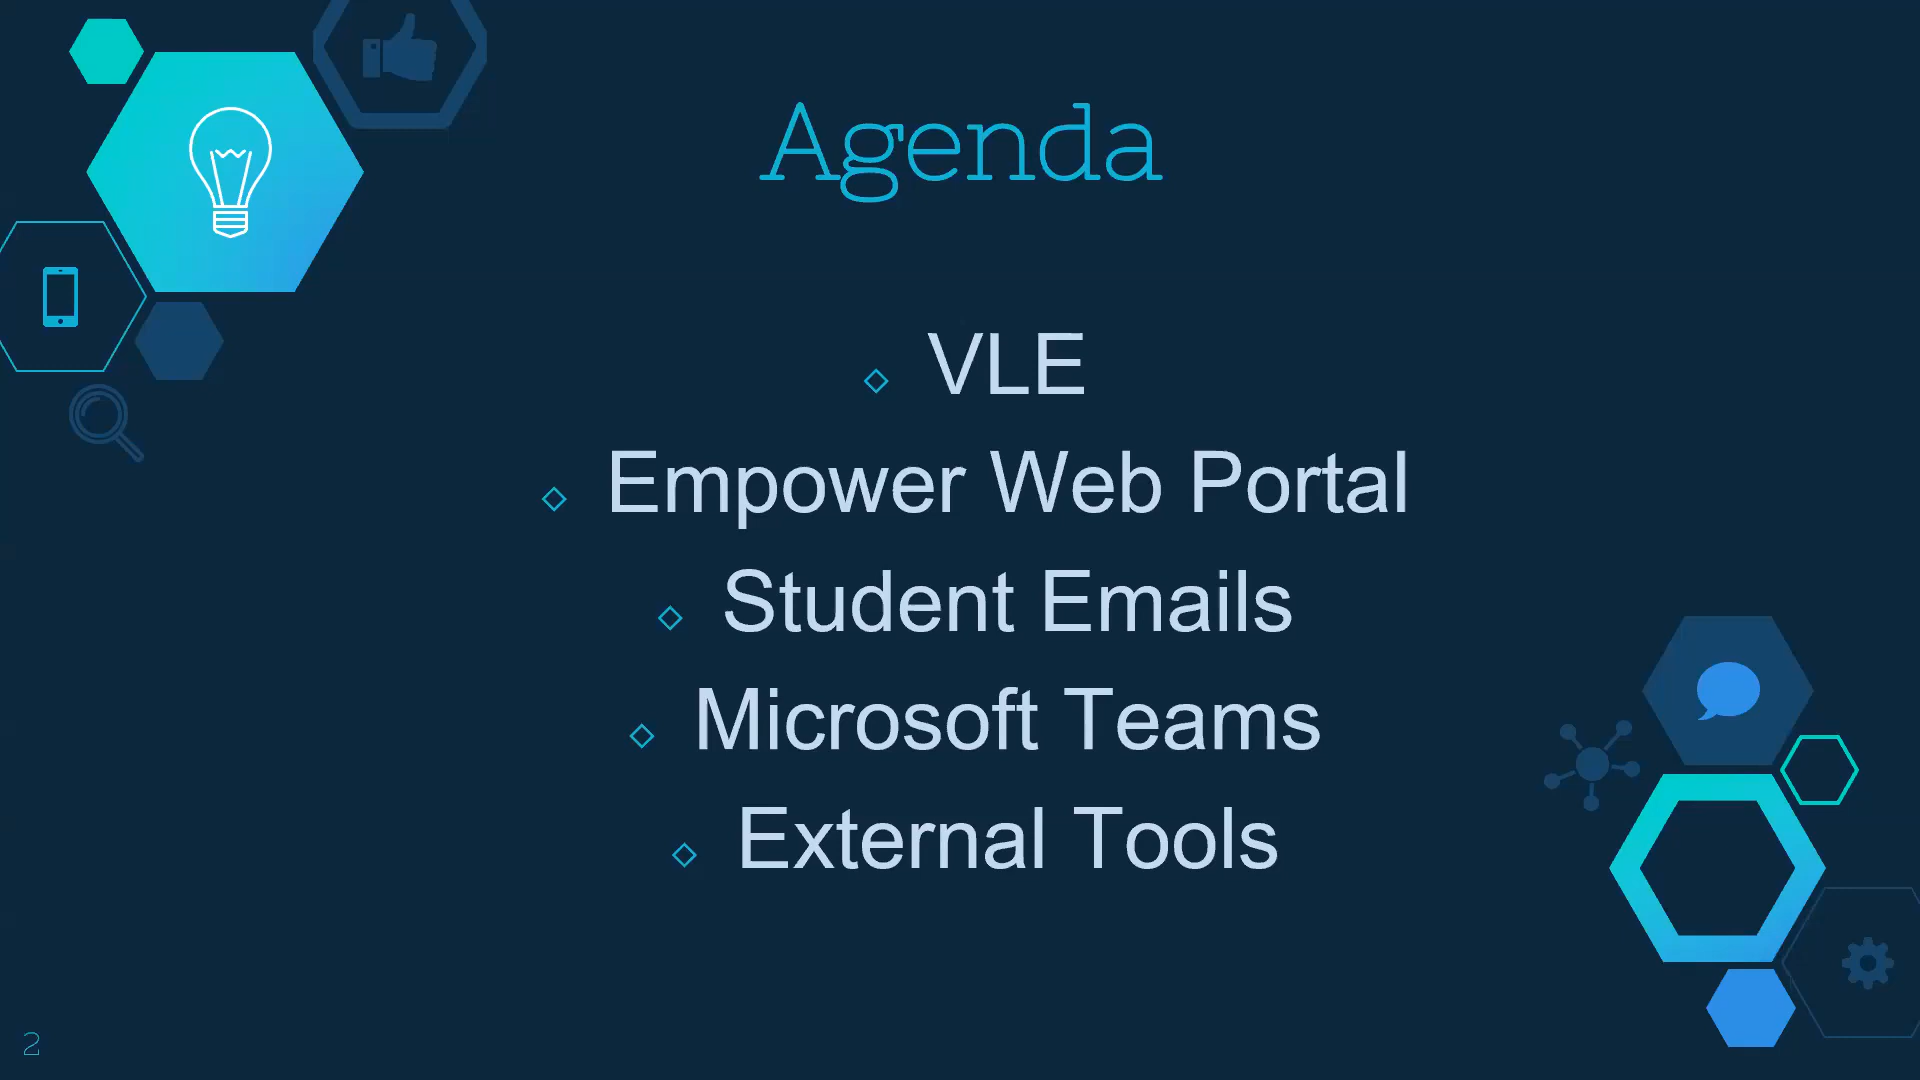 Agenda
VLE
Empower Web Portal
Student Emails
Microsoft Teams
External Tools
2